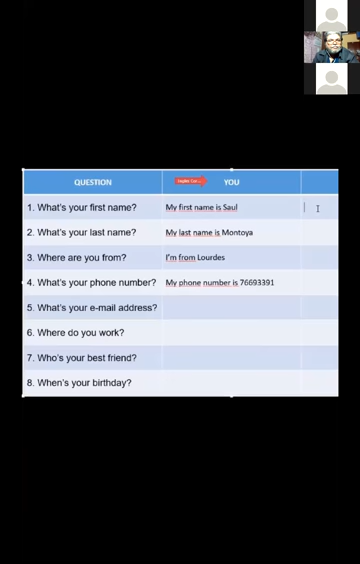 QUESTION YOU
1. What's your first name? My first name is Saul
2. What's your last name? My last name is Montoya
3. Where are you from? I'm from Lourdes
4. What's your phone number? My phone number is 76693391
5. What's your e-mail address?
6. Where do you work?
7. Who's your best friend?
8. When's your birthday?